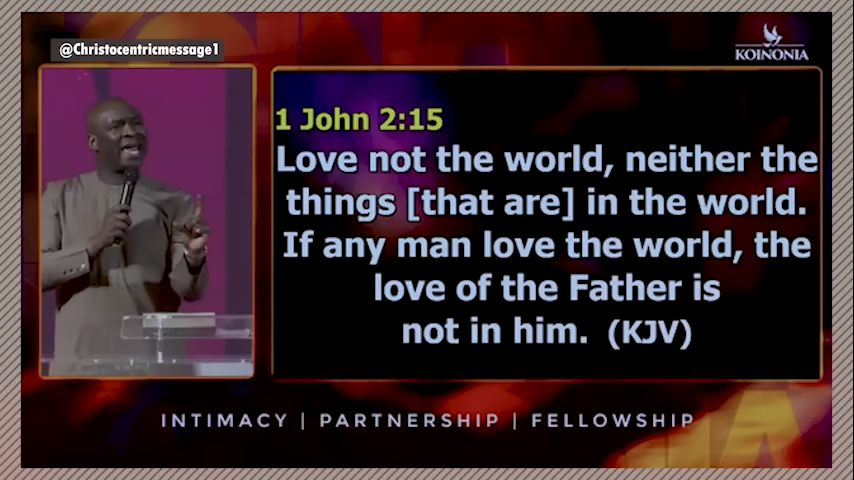 @Christocentricmessage1
KOINONIA
1 John 2:15
Love not the world, neither the
things [that are] in the world.
If any man love the world, the
love of the Father is
not in him. (KJV)
INTIMACY | PARTNERSHIP | FELLOWSHIP